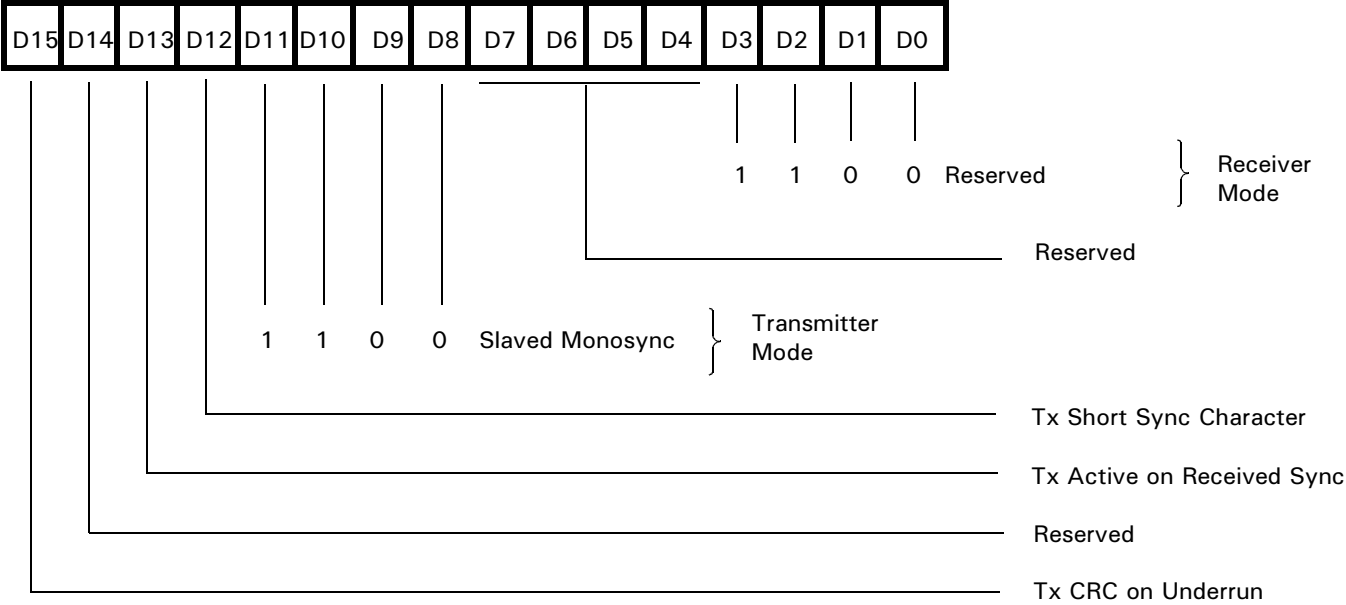 D15 D14 D13 D12 D11 D10 D9 D8 D7 D6 D5 D4 D3 D2 D1 D0
1 1 0 0 Reserved
Receiver
Mode
Reserved
1 1 0 0 Slaved Monosync
Transmitter
Mode
Tx Short Sync Character
Tx Active on Received Sync
Reserved
Tx CRC on Underrun